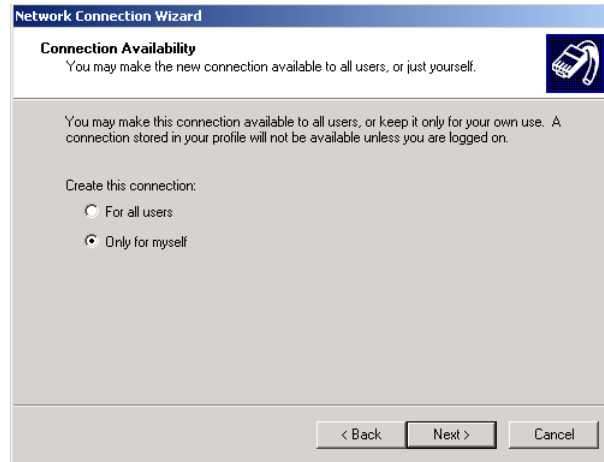 Network Connection Wizard
Connection Availability
You may make the new connection available to all users, or just yourself.
You may make this connection available to all users, or keep it only for your own use. A
connection stored in your profile will not be available unless you are logged on.
Create this connection:
For all users
Only for myself
< Back
Next >
Cancel